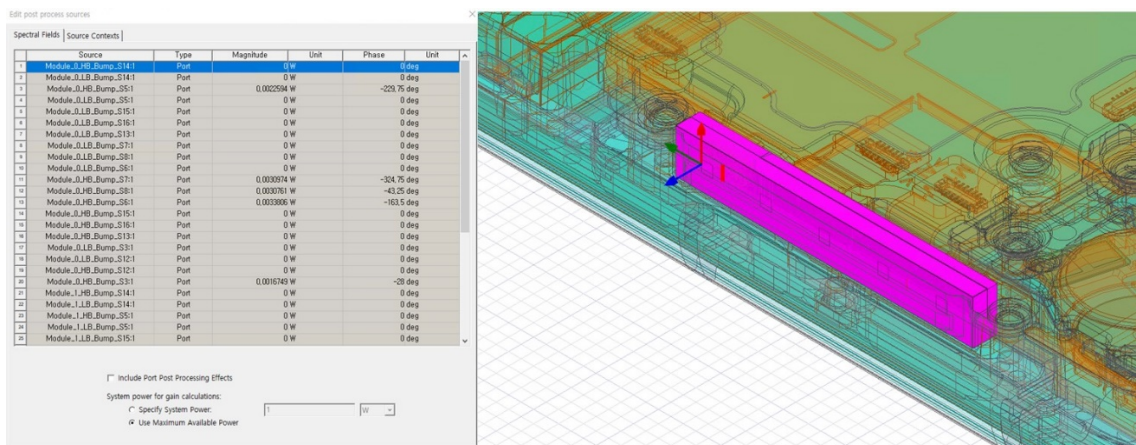 Edit post process sources
Spectral Fields | Source Contexts |
Source Type Magnitude Unit Phase Unit
1 Module_0_HB_Bump_S14:1 Port 0 W 0 deg
2 Module_0_LB_Bump_S14:1 Port 0 W 0 deg
3 Module_0_HB_Bump_S5:1 Port 0,0022594 W -229,75 deg
4 Module_0_LB_Bump_S5:1 Port 0 W 0 deg
5 Module_0_LB_Bump_S15:1 Port 0 W 0 deg
6 Module_0_LB_Bump_S16:1 Port 0 W 0 deg
7 Module_0_LB_Bump_S13:1 Port 0 W 0 deg
8 Module_0_LB_Bump_S7:1 Port 0 W 0 deg
9 Module_0_LB_Bump_S8:1 Port 0 W 0 deg
10 Module_0_LB_Bump_S6:1 Port 0 W 0 deg
11 Module_0_HB_Bump_S7:1 Port 0,0030974 W -324,75 deg
12 Module_0_HB_Bump_S8:1 Port 0,0030761 W -43,25 deg
13 Module_0_HB_Bump_S6:1 Port 0,0033806 W -163,5 deg
14 Module_0_HB_Bump_S15:1 Port 0 W 0 deg
15 Module_0_HB_Bump_S16:1 Port 0 W 0 deg
16 Module_0_HB_Bump_S13:1 Port 0 W 0 deg
17 Module_0_LB_Bump_S3:1 Port 0 W 0 deg
18 Module_0_LB_Bump_S12:1 Port 0 W 0 deg
19 Module_0_HB_Bump_S12:1 Port 0 W 0 deg
20 Module_0_HB_Bump_S3:1 Port 0,0016749 W -28 deg
21 Module_1_HB_Bump_S14:1 Port 0 W 0 deg
22 Module_1_LB_Bump_S14:1 Port 0 W 0 deg
23 Module_1_HB_Bump_S5:1 Port 0 W 0 deg
24 Module_1_LB_Bump_S5:1 Port 0 W 0 deg
25 Module_1_LB_Bump_S15:1 Port 0 W 0 deg
Include Port Post Processing Effects
System power for gain calculations:
Specify System Power: 1 W
Use Maximum Available Power